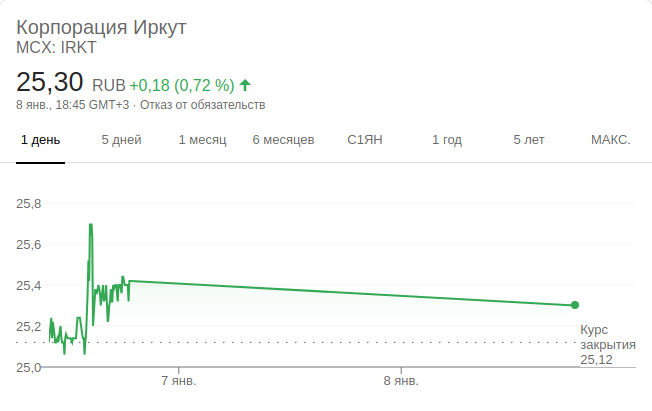 Корпорация Иркут
MCX: IRKT
25,30 RUB +0,18 (0,72 %)
8 янв., 18:45 GMT+3 · Отказ от обязательств
1 день 5 дней 1 месяц 6 месяцев С1ЯН 1 год 5 лет МАКС.
25,8
25,6
25,4
25,2
25,0
Курс
закрытия
25,12
7 янв. 8 янв.